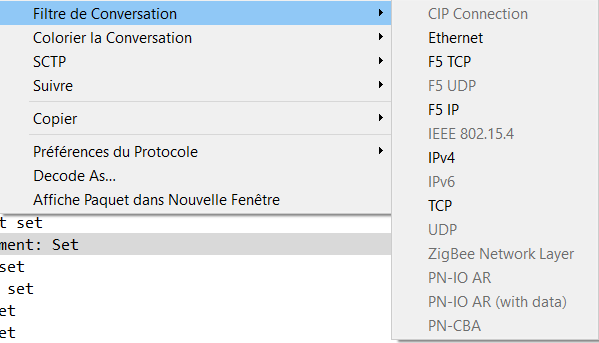 Filtre de Conversation
Colorier la Conversation
SCTP
Suivre
Copier
Préférences du Protocole
Decode As...
Affiche Paquet dans Nouvelle Fenêtre
CIP Connection
Ethernet
F5 TCP
F5 UDP
F5 IP
IEEE 802.15.4
IPv4
IPv6
TCP
UDP
ZigBee Network Layer
PN-IO AR
PN-IO AR (with data)
PN-CBA
t set
ment: Set
set
set
et
et